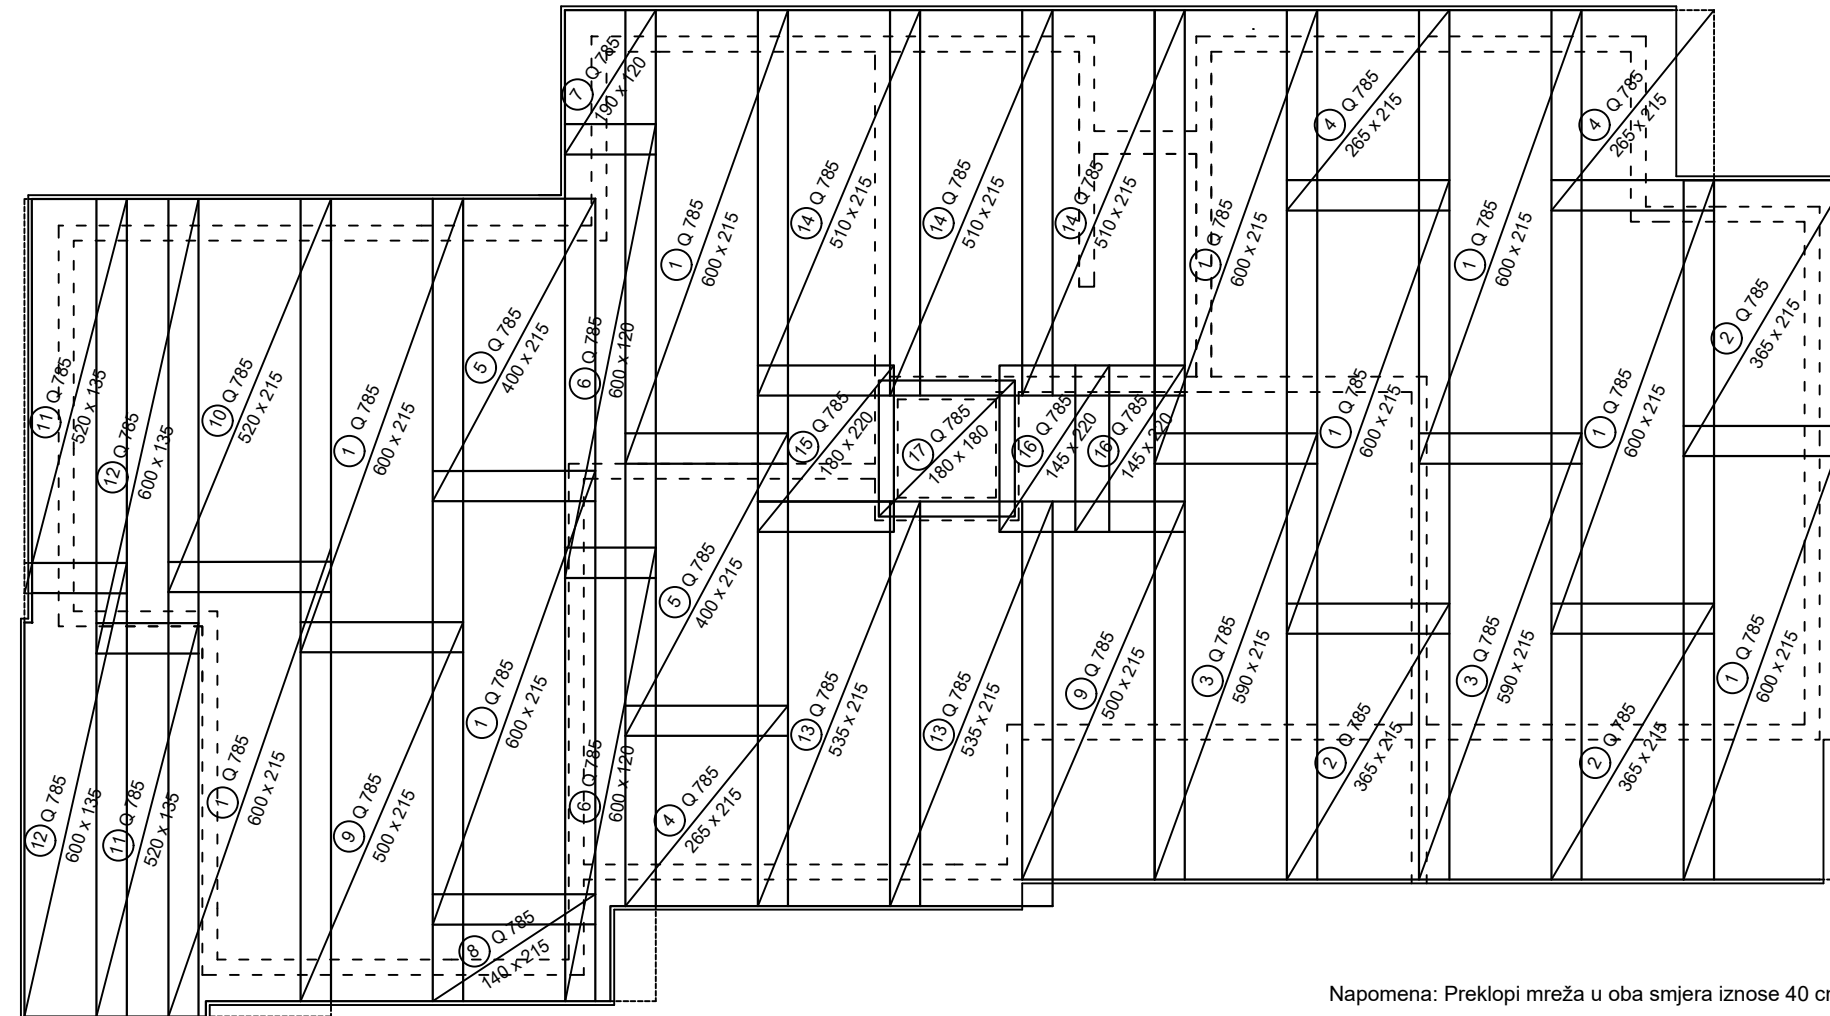 7 Q 785
190 x 120
4 Q 785
265 x 215
4 Q 785
265 x 215
14 Q 785
510 x 215
14 Q 785
510 x 215
14 Q 785
510 x 215
1 Q 785
600 x 215
1 Q 785
600 x 215
1 Q 785
600 x 215
2 Q 785
365 x 215
5 Q 785
400 x 215
6 Q 785
600 x 120
11 Q 785
520 x 135
12 Q 785
600 x 135
10 Q 785
520 x 215
1 Q 785
600 x 215
15 Q 785
180 x 220
17 Q 785
180 x 180
16 Q 785
145 x 220
16 Q 785
145 x 220
1 Q 785
600 x 215
1 Q 785
600 x 215
5 Q 785
400 x 215
1 Q 785
600 x 215
13 Q 785
535 x 215
13 Q 785
535 x 215
9 Q 785
500 x 215
3 Q 785
590 x 215
3 Q 785
590 x 215
1 Q 785
600 x 215
2 Q 785
365 x 215
2 Q 785
365 x 215
12 Q 785
600 x 135
11 Q 785
520 x 135
1 Q 785
600 x 215
9 Q 785
500 x 215
6 Q 785
600 x 120
4 Q 785
265 x 215
8 Q 785
140 x 215
Napomena: Preklopi mreža u oba smjera iznose 40 cm